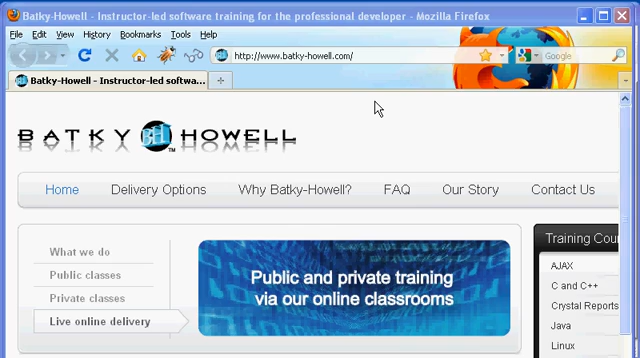 Batky-Howell - Instructor-led software training for the professional developer - Mozilla Firefox
File Edit View History Bookmarks Tools Help
http://www.batky-howell.com/
Google
Batky-Howell - Instructor-led softwa...
BATKY BH HOWELL TM
Home Delivery Options Why Batky-Howell? FAQ Our Story Contact Us
What we do
Public classes
Private classes
Live online delivery
Public and private training
via our online classrooms
Training Cour
AJAX
C and C++
Crystal Reports
Java
Linux